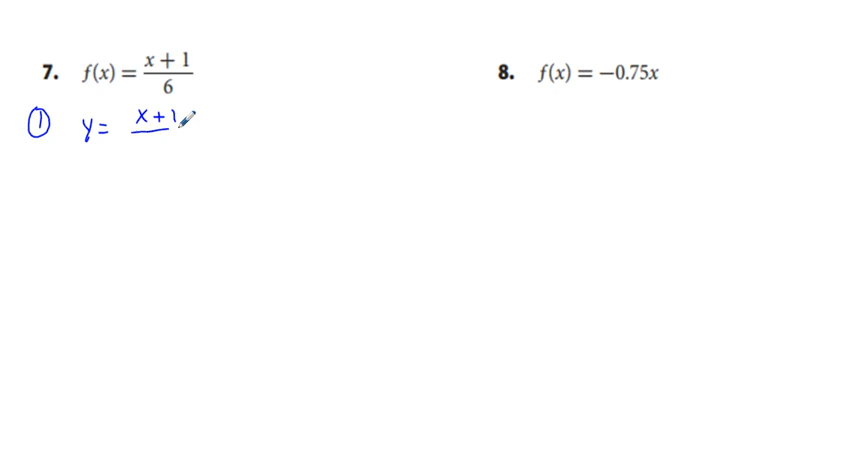 7. f(x) = (x + 1)/6
8. f(x) = −0.75x
① y = x + 1